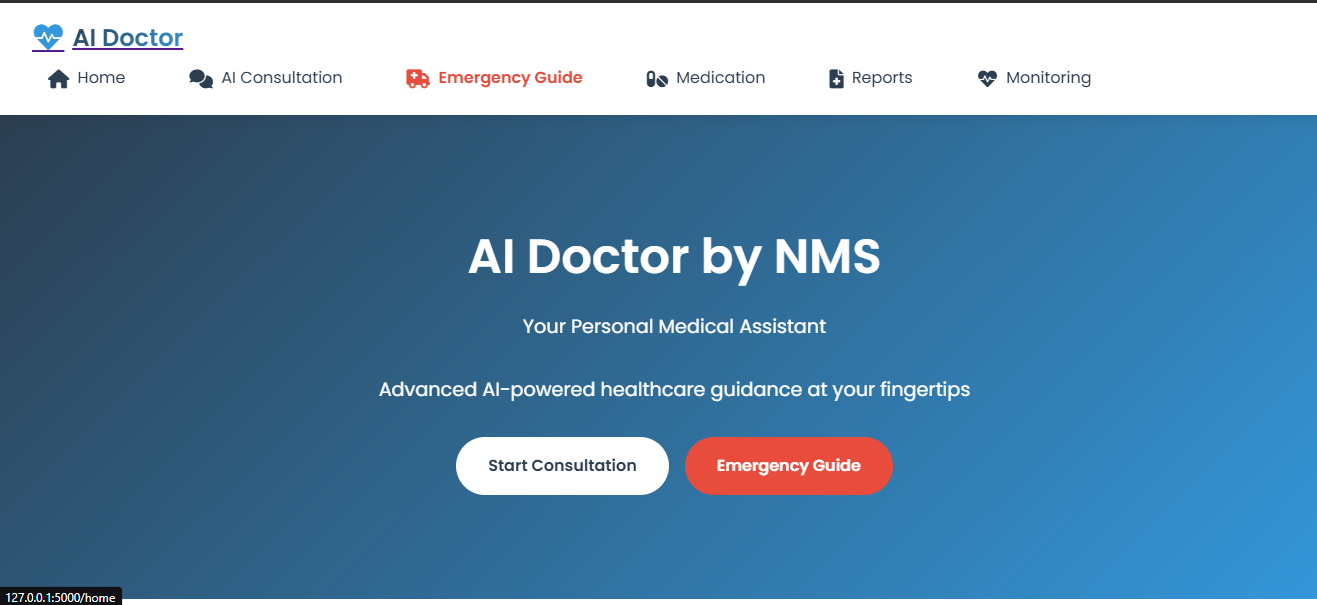 AI Doctor
Home AI Consultation Emergency Guide Medication Reports Monitoring
AI Doctor by NMS
Your Personal Medical Assistant
Advanced AI-powered healthcare guidance at your fingertips
Start Consultation Emergency Guide
127.0.0.1:5000/home